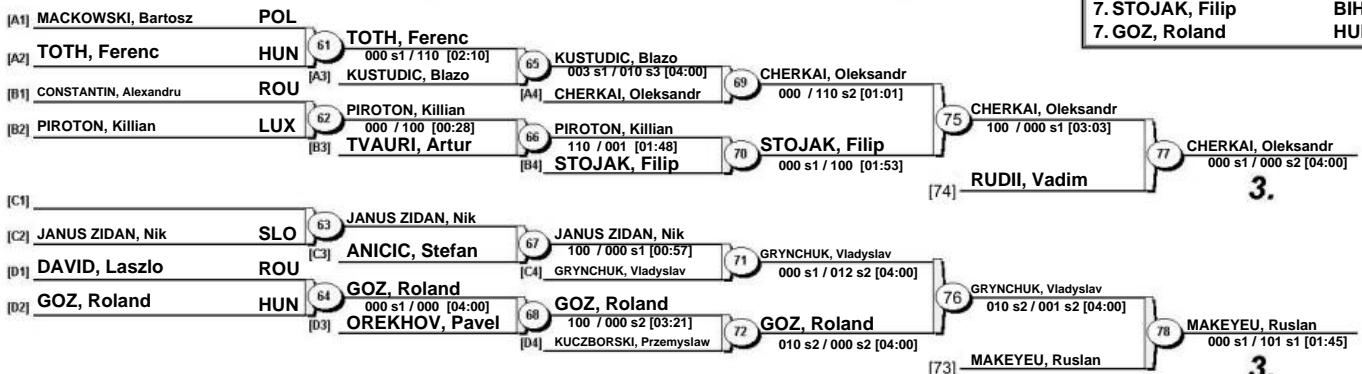 7. STOJAK, Filip BIH
7. GOZ, Roland HUN
[A1] MACKOWSKI, Bartosz POL
[A2] TOTH, Ferenc HUN
61 TOTH, Ferenc
000 s1 / 110 [02:10]
[A3] KUSTUDIC, Blazo
65 KUSTUDIC, Blazo
003 s1 / 010 s3 [04:00]
[A4] CHERKAI, Oleksandr
69 CHERKAI, Oleksandr
000 / 110 s2 [01:01]
[B1] CONSTANTIN, Alexandru ROU
[B2] PIROTON, Killian LUX
62 PIROTON, Killian
000 / 100 [00:28]
[B3] TVAURI, Artur
66 PIROTON, Killian
110 / 001 [01:48]
[B4] STOJAK, Filip
70 STOJAK, Filip
000 s1 / 100 [01:53]
75 CHERKAI, Oleksandr
100 / 000 s1 [03:03]
[74] RUDII, Vadim
77 CHERKAI, Oleksandr
000 s1 / 000 s2 [04:00]
3.
[C1]
[C2] JANUS ZIDAN, Nik SLO
63 JANUS ZIDAN, Nik
[C3] ANICIC, Stefan
67 JANUS ZIDAN, Nik
100 / 000 s1 [00:57]
[C4] GRYNCHUK, Vladyslav
71 GRYNCHUK, Vladyslav
000 s1 / 012 s2 [04:00]
[D1] DAVID, Laszlo ROU
[D2] GOZ, Roland HUN
64 GOZ, Roland
000 s1 / 000 [04:00]
[D3] OREKHOV, Pavel
68 GOZ, Roland
100 / 000 s2 [03:21]
[D4] KUCZBORSKI, Przemyslaw
72 GOZ, Roland
010 s2 / 000 s2 [04:00]
76 GRYNCHUK, Vladyslav
010 s2 / 001 s2 [04:00]
[73] MAKEYEU, Ruslan
78 MAKEYEU, Ruslan
000 s1 / 101 s1 [01:45]
3.